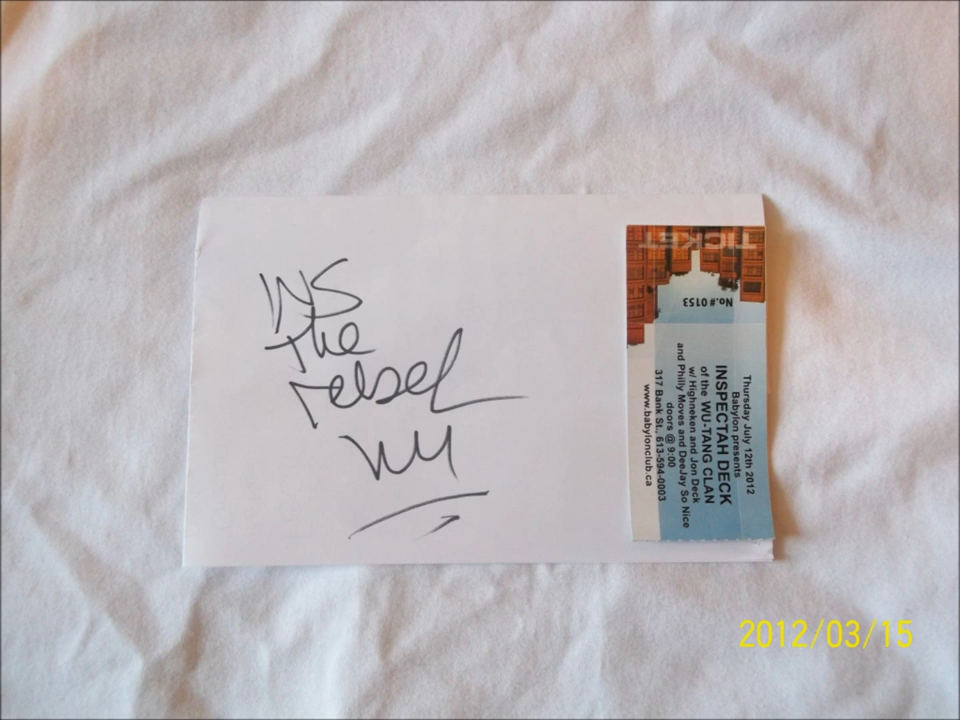 INS
the
rebel
WU
TICKET
No.# 0153
Thursday July 12th 2012
Babylon presents
INSPECTAH DECK
of the WU-TANG CLAN
w/ Highneken and Jon Deck
and Philly Moves and DeeJay So Nice
doors @ 9:00
317 Bank St., 613-594-0003
www.babylonclub.ca
2012/03/15